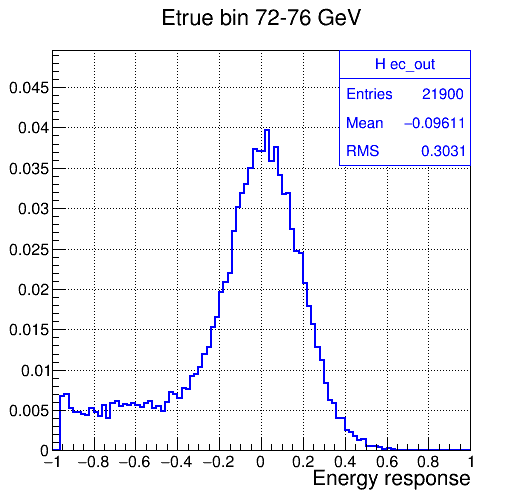 Etrue bin 72-76 GeV
H ec_out
Entries 21900
Mean −0.09611
RMS 0.3031
0.045
0.04
0.035
0.03
0.025
0.02
0.015
0.01
0.005
0
−1 −0.8 −0.6 −0.4 −0.2 0 0.2 0.4 0.6 0.8 1
Energy response